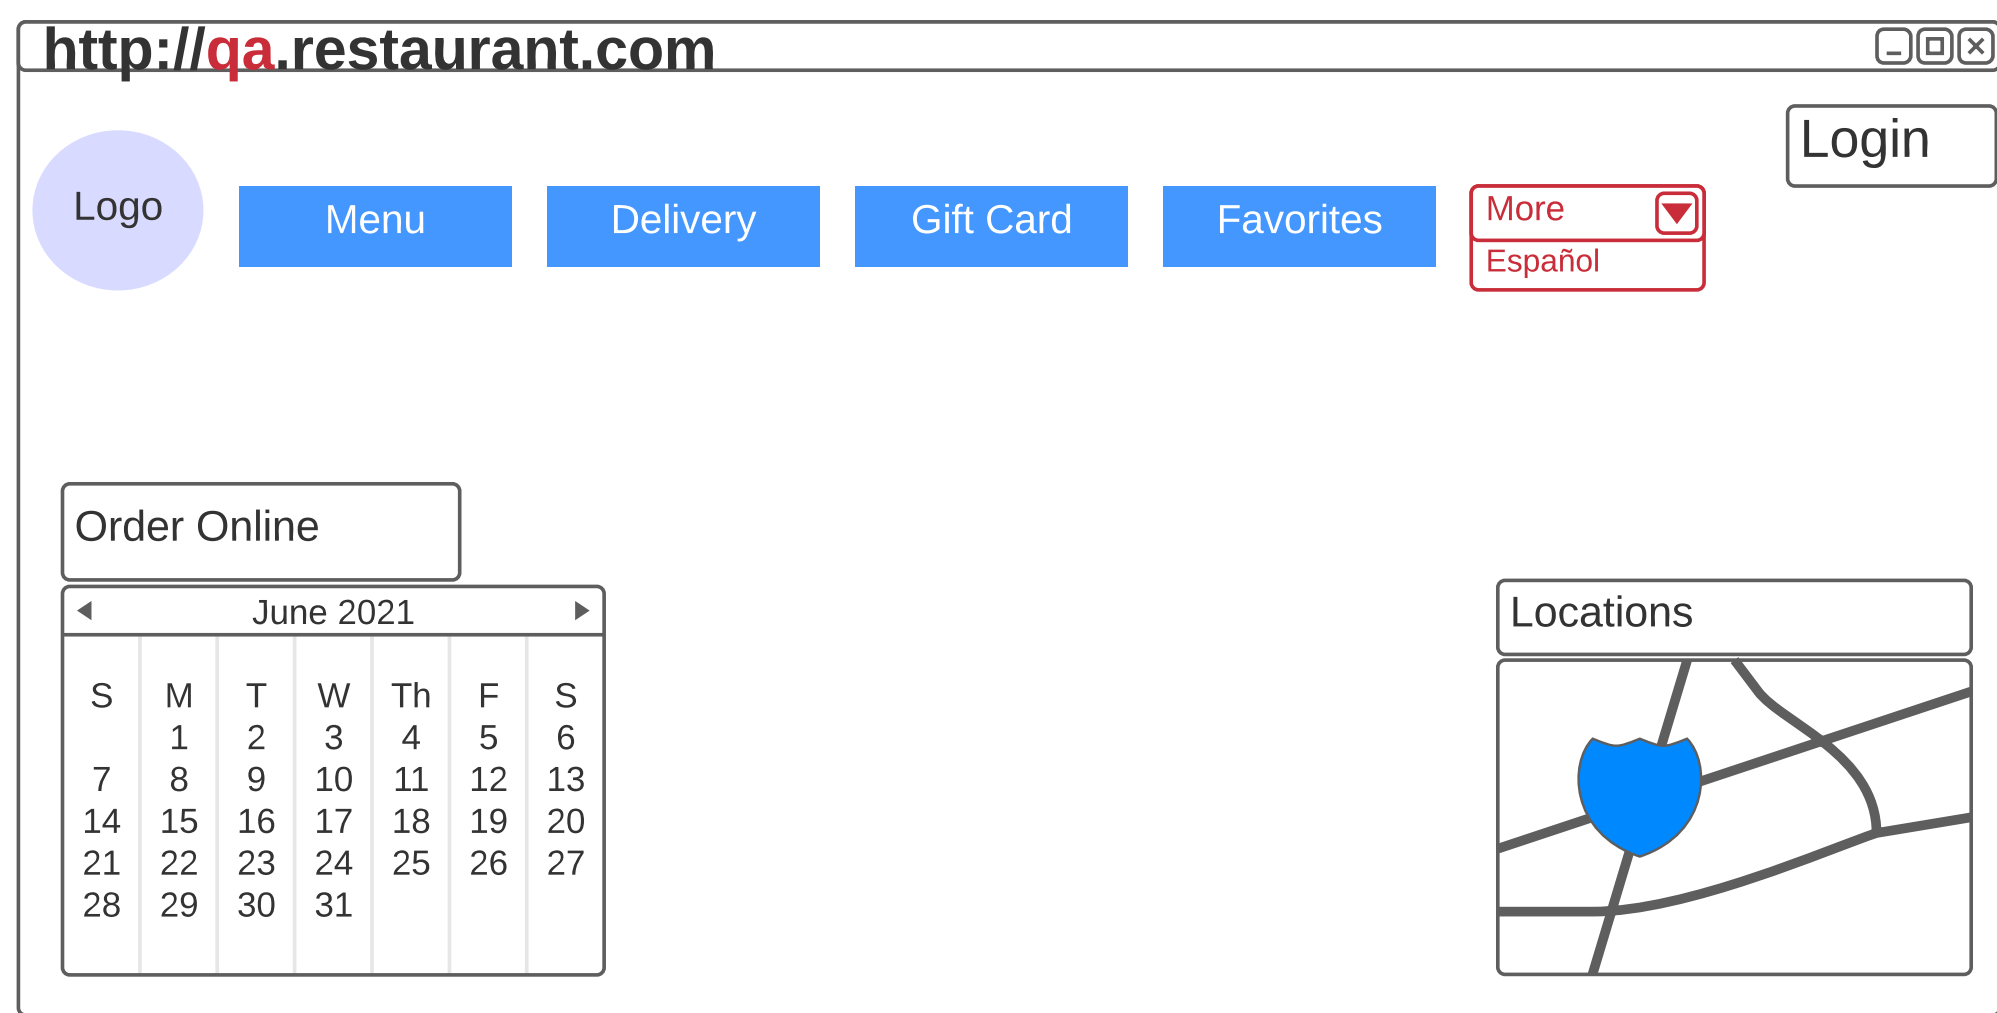 http://qa.restaurant.com
Login
Logo
Menu
Delivery
Gift Card
Favorites
More
Español
Order Online
June 2021
S M T W Th F S
1 2 3 4 5 6
7 8 9 10 11 12 13
14 15 16 17 18 19 20
21 22 23 24 25 26 27
28 29 30 31
Locations